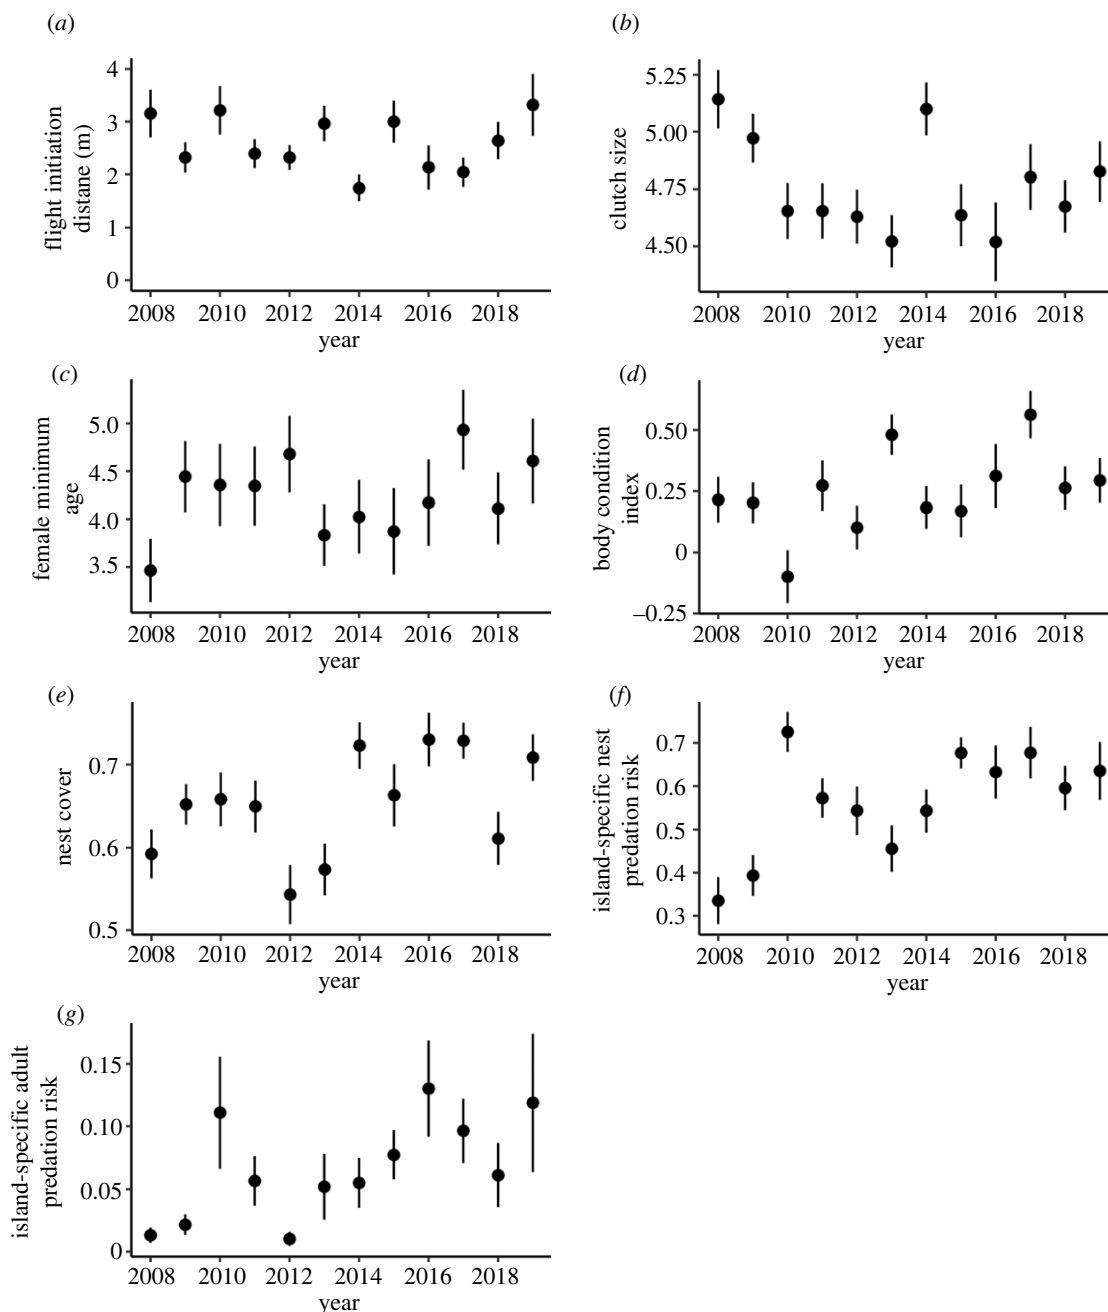 (a)
flight initiation
distane (m)
4
3
2
1
0
2008 2010 2012 2014 2016 2018
year
(b)
clutch size
5.25
5.00
4.75
4.50
2008 2010 2012 2014 2016 2018
year
(c)
female minimum
age
5.0
4.5
4.0
3.5
2008 2010 2012 2014 2016 2018
year
(d)
body condition
index
0.50
0.25
0
−0.25
2008 2010 2012 2014 2016 2018
year
(e)
nest cover
0.7
0.6
0.5
2008 2010 2012 2014 2016 2018
year
(f)
island-specific nest
predation risk
0.7
0.6
0.5
0.4
0.3
2008 2010 2012 2014 2016 2018
year
(g)
island-specific adult
predation risk
0.15
0.10
0.05
0
2008 2010 2012 2014 2016 2018
year